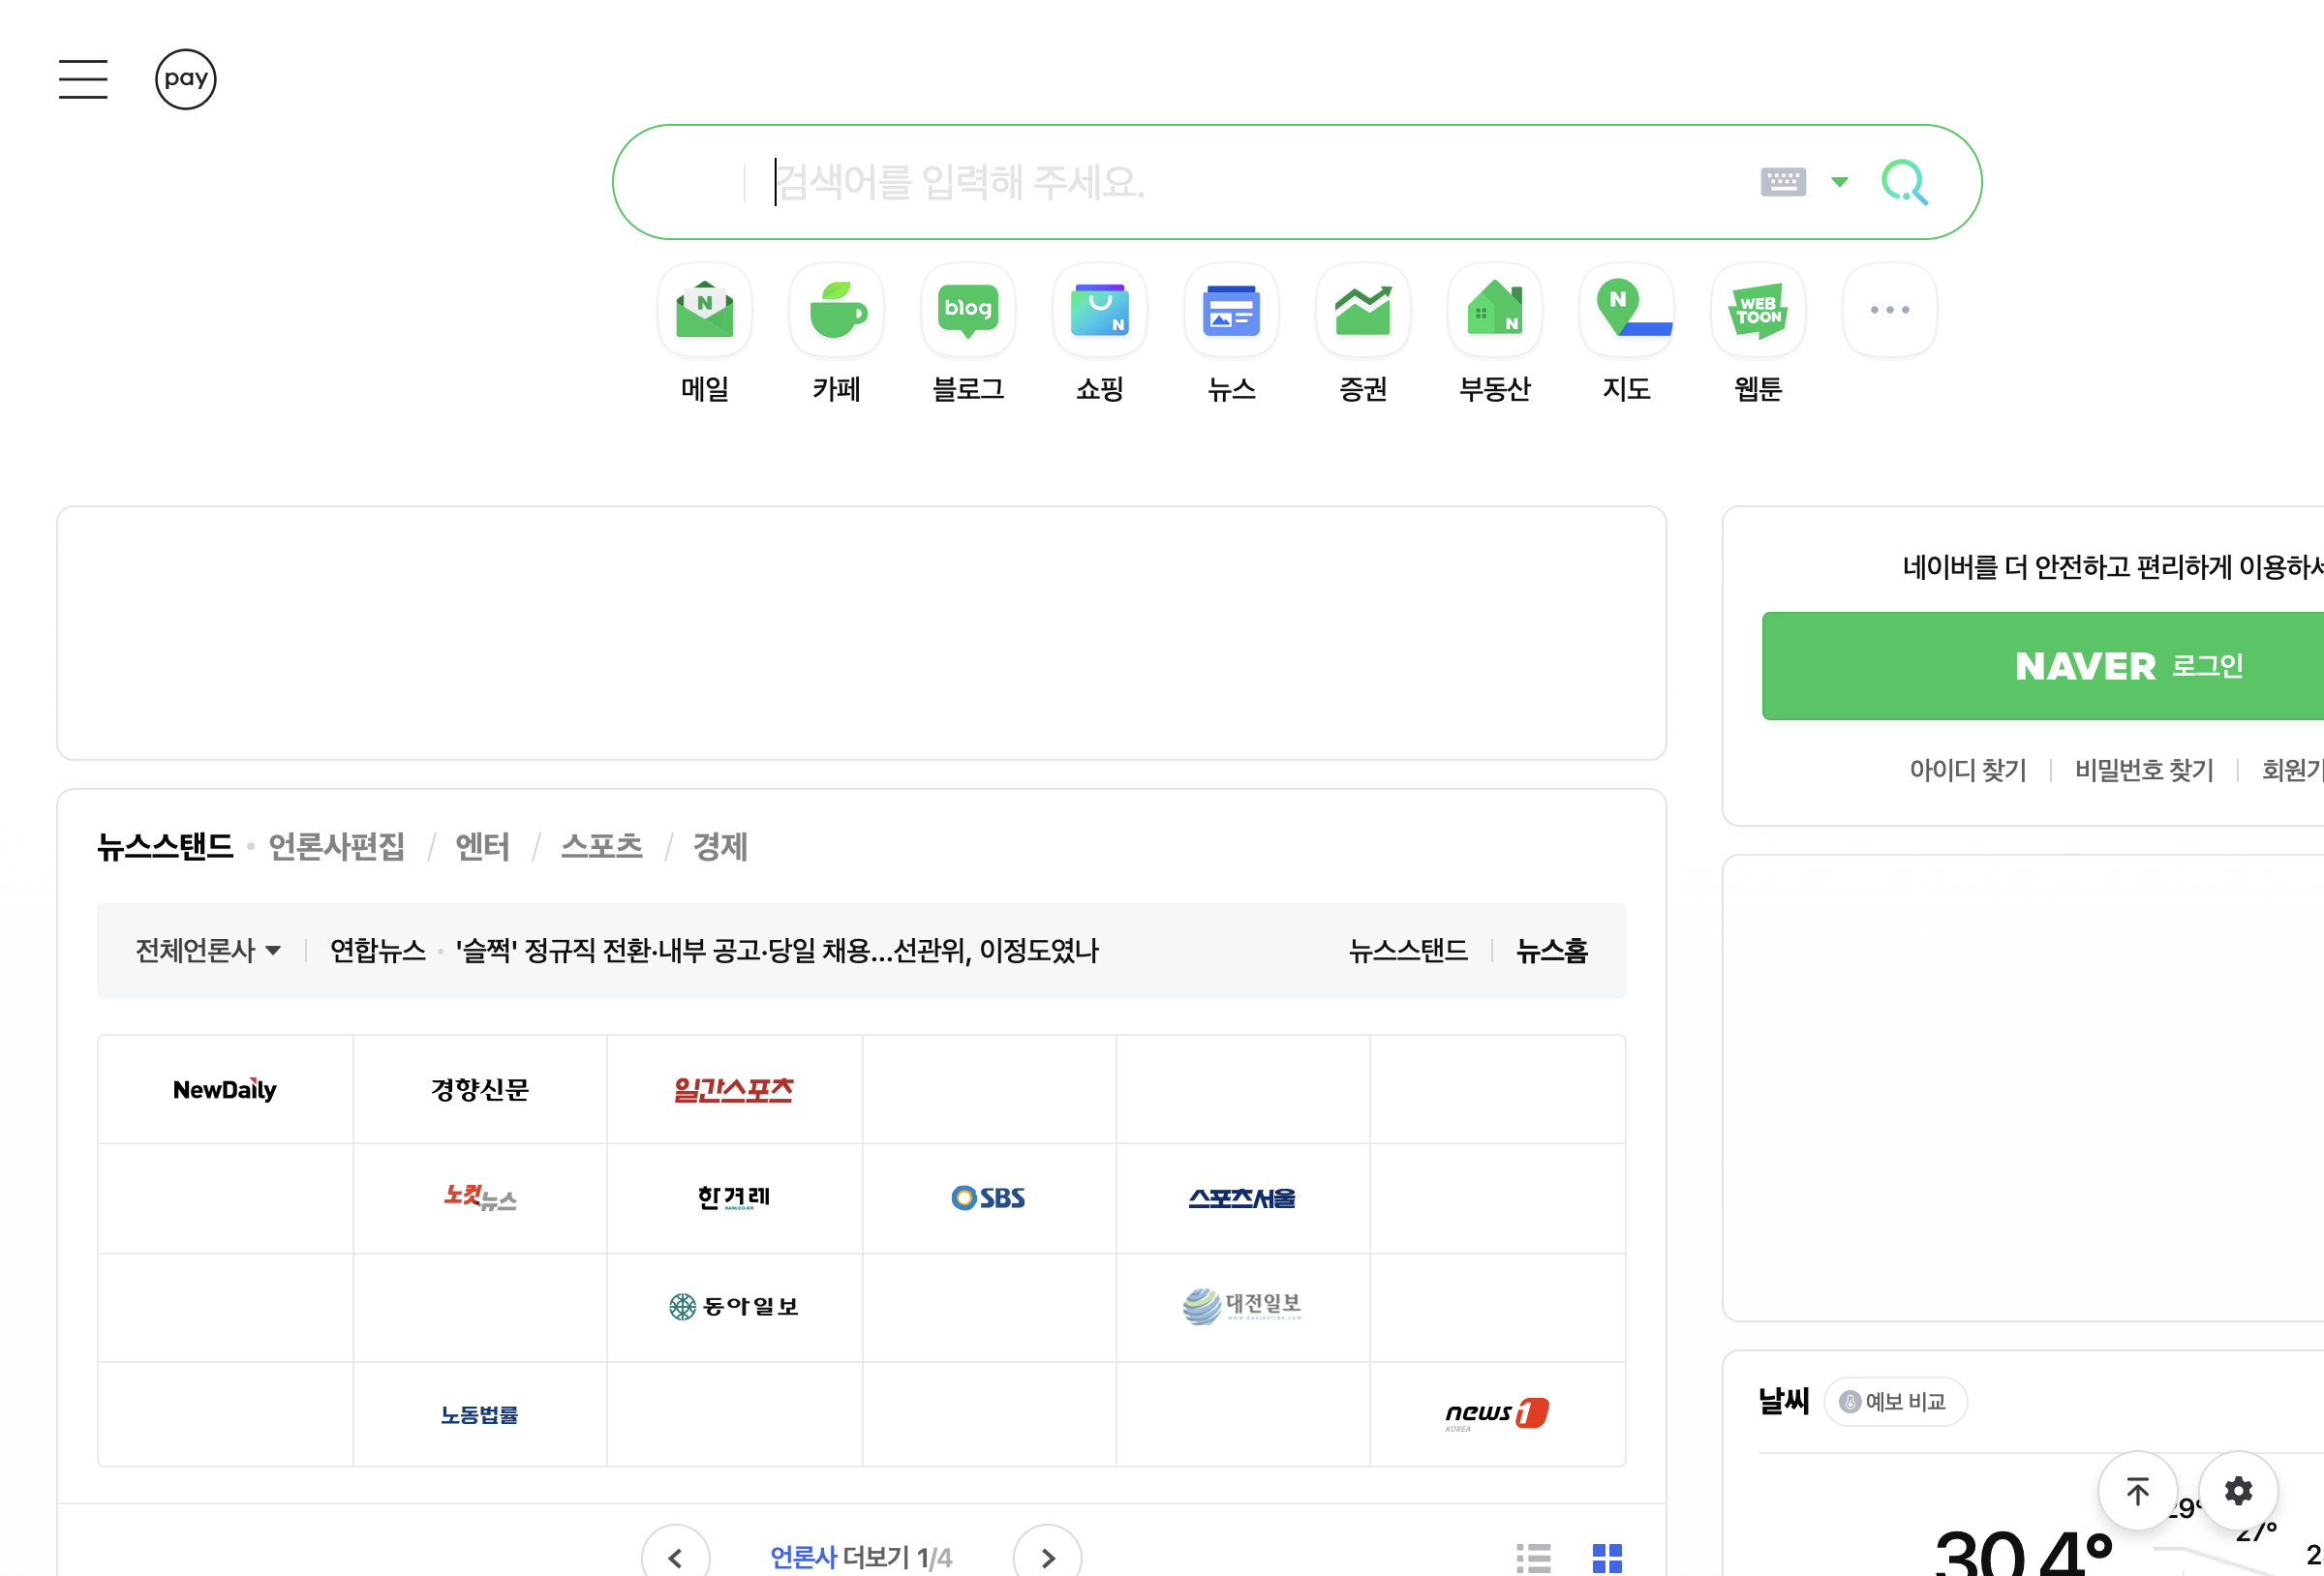 pay
검색어를 입력해 주세요.
N blog N N N WEB TOON
메일 카페 블로그 쇼핑 뉴스 증권 부동산 지도 웹툰
네이버를 더 안전하고 편리하게 이용하
NAVER 로그인
아이디 찾기 비밀번호 찾기 회원
뉴스스탠드 · 언론사편집 / 엔터 / 스포츠 / 경제
전체언론사 연합뉴스 · '슬쩍' 정규직 전환·내부 공고·당일 채용…선관위, 이정도였나 뉴스스탠드 뉴스홈
NewDaily 경향신문 일간스포츠
노컷뉴스 한겨레 SBS 스포츠서울
HANI.CO.KR
동아일보 대전일보
www.daejonilbo.com
노동법률 news1
KOREA
언론사 더보기 1/4
날씨 예보 비교
30.4°
27°